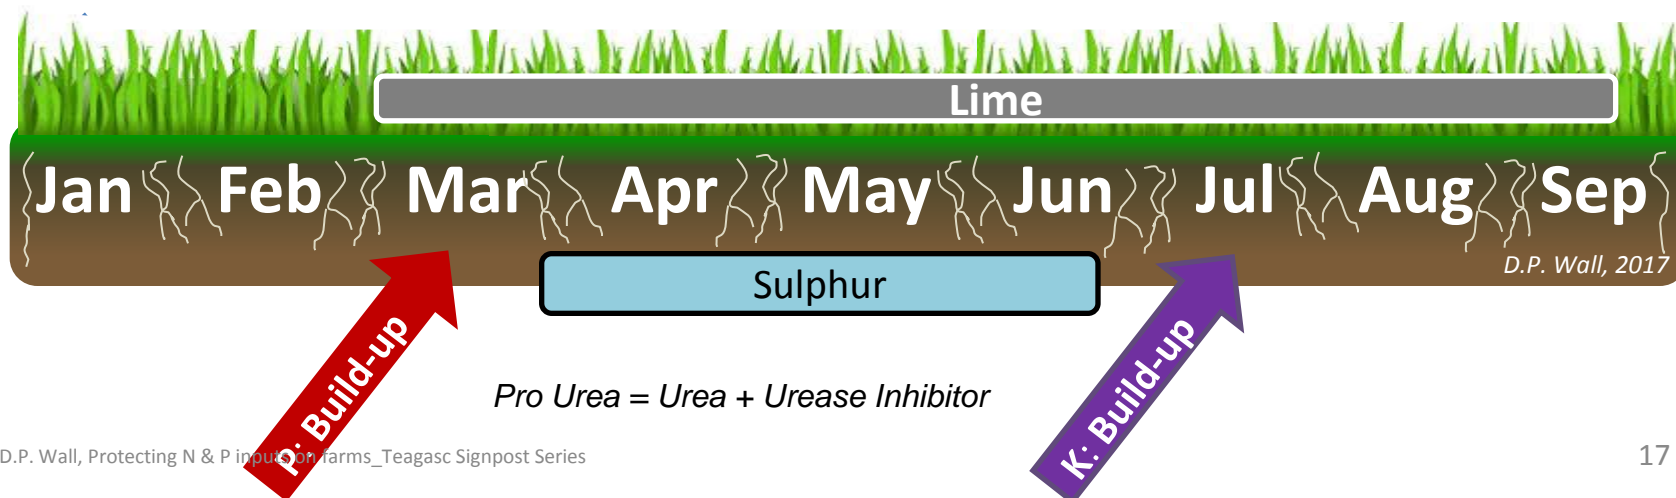 Lime
Jan Feb Mar Apr May Jun Jul Aug Sep
D.P. Wall, 2017
Sulphur
P: Build-up
K: Build-up
Pro Urea = Urea + Urease Inhibitor
D.P. Wall, Protecting N & P inputs on farms_Teagasc Signpost Series
17